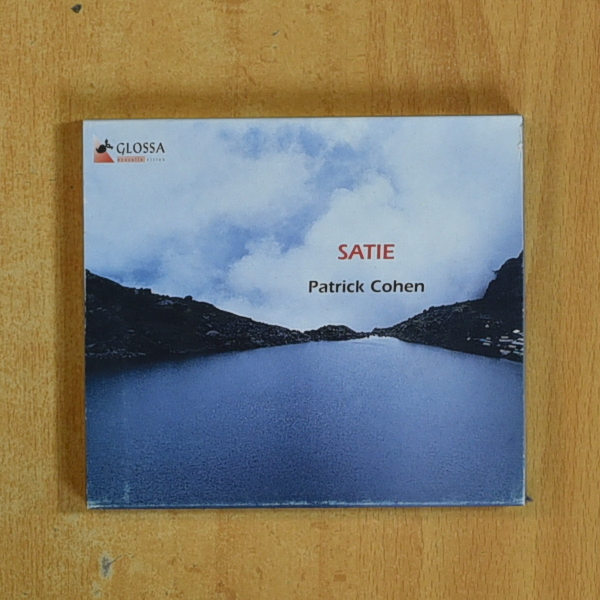 GLOSSA
SATIE
Patrick Cohen